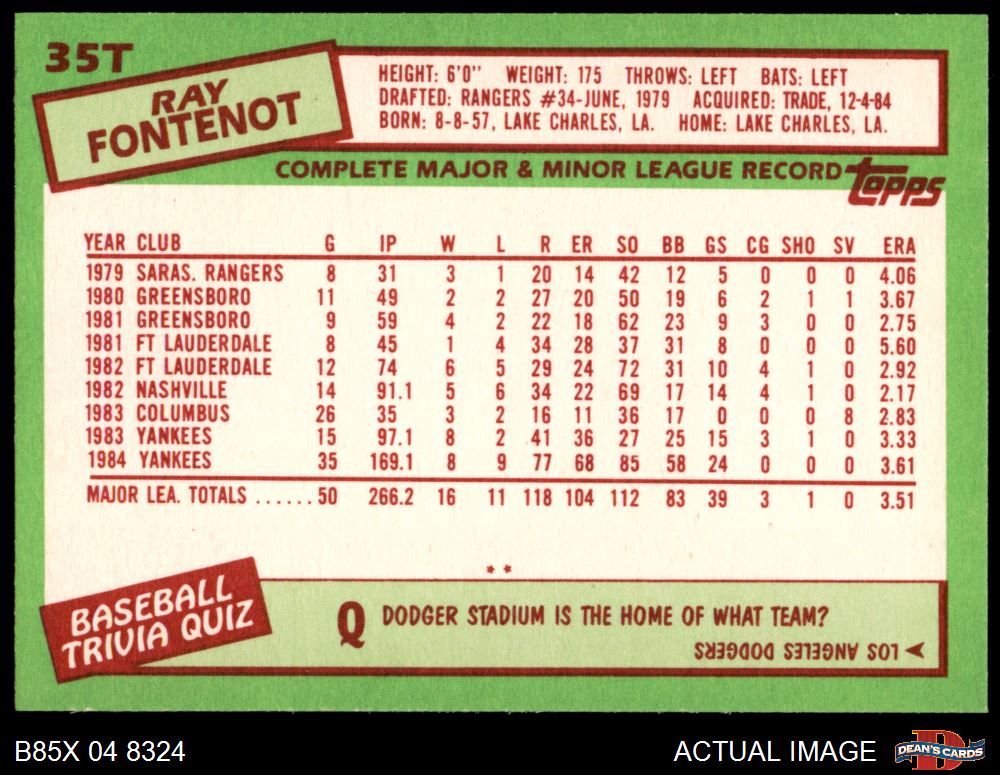 35T
RAY
FONTENOT
HEIGHT: 6'0" WEIGHT: 175 THROWS: LEFT BATS: LEFT
DRAFTED: RANGERS #34-JUNE, 1979 ACQUIRED: TRADE, 12-4-84
BORN: 8-8-57, LAKE CHARLES, LA. HOME: LAKE CHARLES, LA.
COMPLETE MAJOR & MINOR LEAGUE RECORD topps
YEAR CLUB G IP W L R ER SO BB GS CG SHO SV ERA
1979 SARAS. RANGERS 8 31 3 1 20 14 42 12 5 0 0 0 4.06
1980 GREENSBORO 11 49 2 2 27 20 50 19 6 2 1 1 3.67
1981 GREENSBORO 9 59 4 2 22 18 62 23 9 3 0 0 2.75
1981 FT LAUDERDALE 8 45 1 4 34 28 37 31 8 0 0 0 5.60
1982 FT LAUDERDALE 12 74 6 5 29 24 72 31 10 4 1 0 2.92
1982 NASHVILLE 14 91.1 5 6 34 22 69 17 14 4 1 0 2.17
1983 COLUMBUS 26 35 3 2 16 11 36 17 0 0 0 8 2.83
1983 YANKEES 15 97.1 8 2 41 36 27 25 15 3 1 0 3.33
1984 YANKEES 35 169.1 8 9 77 68 85 58 24 0 0 0 3.61
MAJOR LEA. TOTALS ...... 50 266.2 16 11 118 104 112 83 39 3 1 0 3.51
* *
BASEBALL
TRIVIA QUIZ
Q DODGER STADIUM IS THE HOME OF WHAT TEAM?
LOS ANGELES DODGERS
B85X 04 8324
ACTUAL IMAGE
D
DEAN'S CARDS